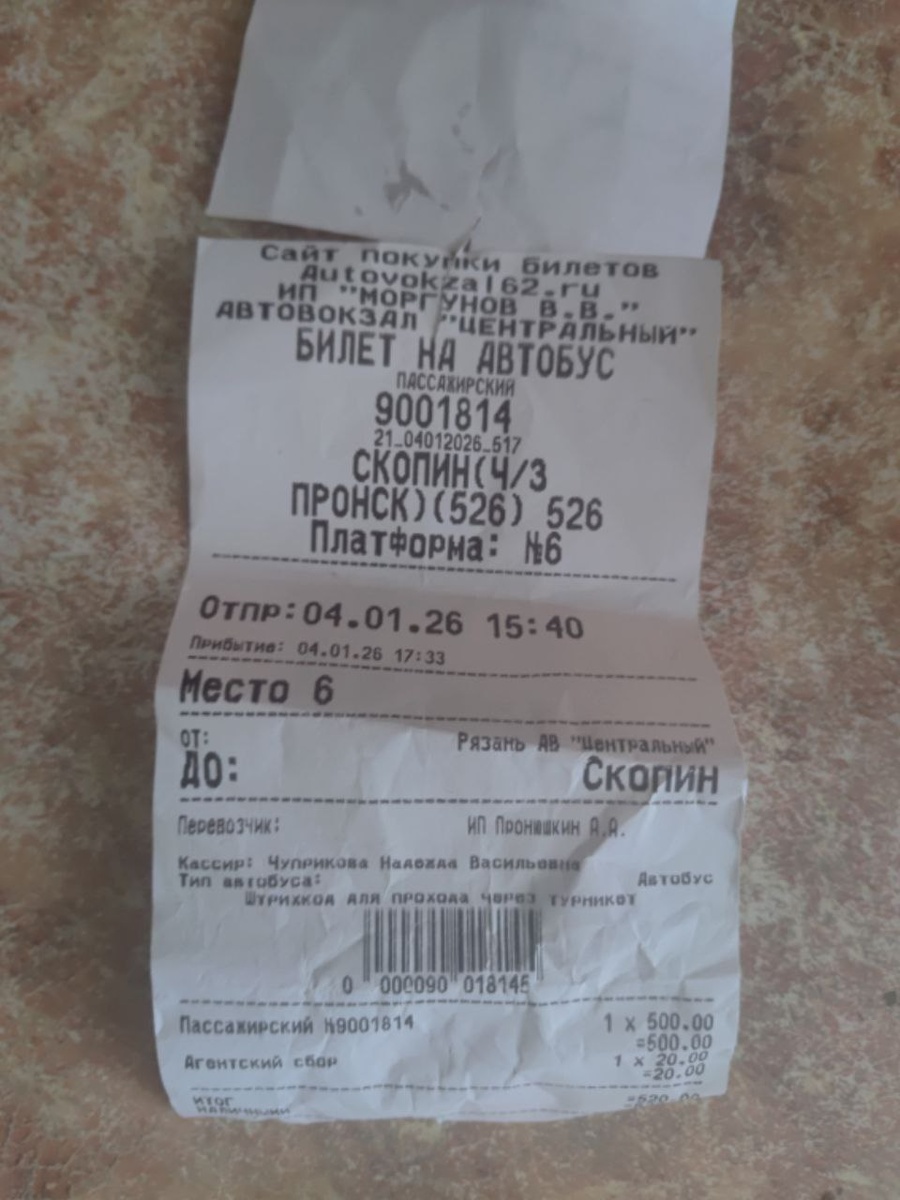 Сайт покупки билетов
Avtovokzal62.ru
ИП "МОРГУНОВ В.В."
АВТОВОКЗАЛ "ЦЕНТРАЛЬНЫЙ"
БИЛЕТ НА АВТОБУС
ПАССАЖИРСКИЙ
9001814
21_04012026_517
СКОПИН(Ч/З
ПРОНСК)(526) 526
Платформа: №6
Отпр:04.01.26 15:40
Прибытие: 04.01.26 17:33
Место 6
ОТ: Рязань АВ "Центральный"
ДО: Скопин
Перевозчик: ИП Пронюшкин А.А.
Кассир: Чуприкова Надежда Васильевна
Тип автобуса: Автобус
Штрихкод для прохода через турникет
0 000090 018145
Пассажирский №9001814 1 x 500.00
=500.00
Агентский сбор 1 x 20.00
=20.00
ИТОГ =520.00
НАЛИЧНЫМИ